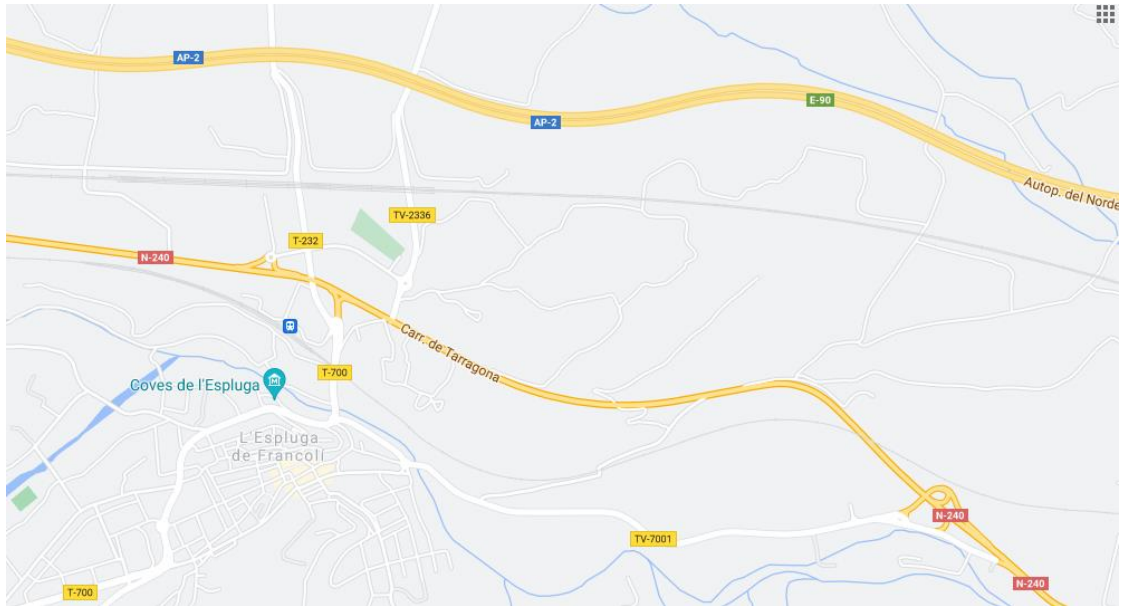 AP-2
E-90
AP-2
Autop. del Norde
TV-2336
T-232
N-240
Carr. de Tarragona
T-700
Coves de l'Espluga
L'Espluga
de Francolí
N-240
TV-7001
N-240
T-700